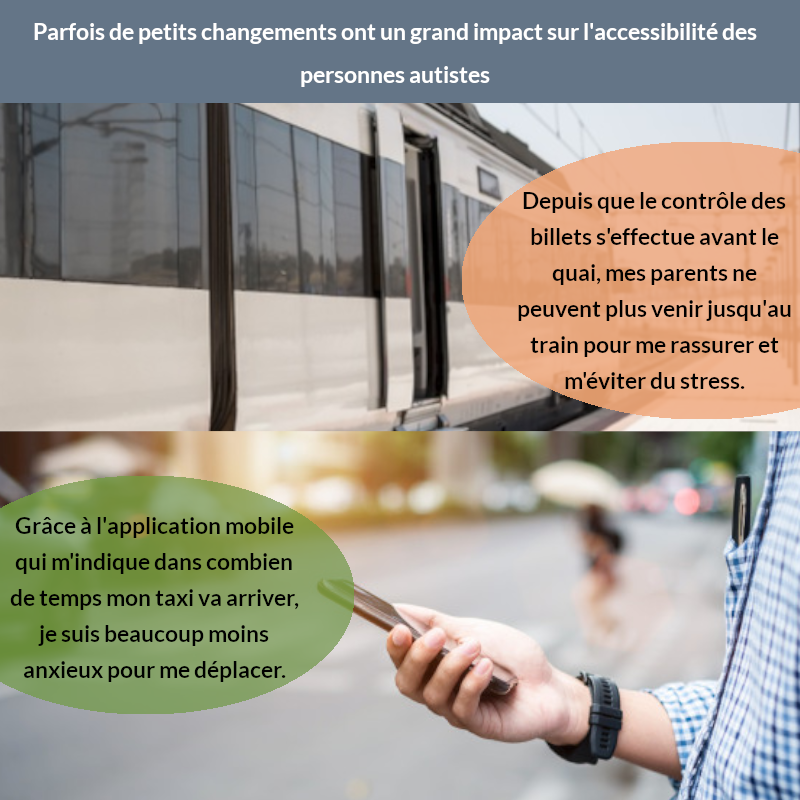 Parfois de petits changements ont un grand impact sur l'accessibilité des
personnes autistes
Depuis que le contrôle des
billets s'effectue avant le
quai, mes parents ne
peuvent plus venir jusqu'au
train pour me rassurer et
m'éviter du stress.
Grâce à l'application mobile
qui m'indique dans combien
de temps mon taxi va arriver,
je suis beaucoup moins
anxieux pour me déplacer.